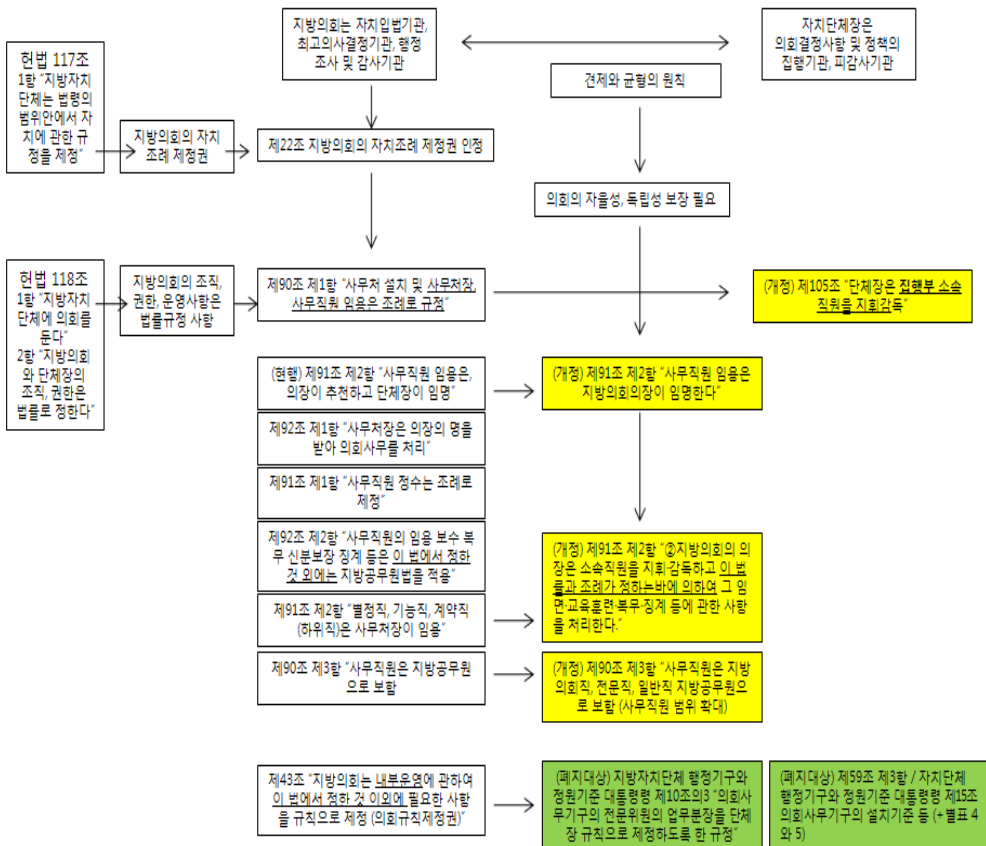 지방의회는 자치입법기관,
최고의사결정기관, 행정
조사 및 감사기관
자치단체장은
의회결정사항 및 정책의
집행기관, 피감사기관
견제와 균형의 원칙
헌법 117조
1항 "지방자치
단체는 법령의
범위안에서 자
치에 관한 규
정을 제정"
지방의회의 자치
조례 제정권
제22조 지방의회의 자치조례 제정권 인정
의회의 자율성, 독립성 보장 필요
헌법 118조
1항 "지방자치
단체에 의회를
둔다"
2항 "지방의회
와 단체장의
조직, 권한은
법률로 정한다"
지방의회의 조직,
권한, 운영사항은
법률규정 사항
제90조 제1항 "사무처 설치 및 사무처장,
사무직원 임용은 조례로 규정"
(개정) 제105조 "단체장은 집행부 소속
직원을 지휘감독"
(현행) 제91조 제2항 "사무직원 임용은,
의장이 추천하고 단체장이 임명"
(개정) 제91조 제2항 "사무직원 임용은
지방의회의장이 임명한다"
제92조 제1항 "사무처장은 의장의 명을
받아 의회사무를 처리"
제91조 제1항 "사무직원 정수는 조례로
제정"
제92조 제2항 "사무직원의 임용 보수 복
무 신분보장 징계 등은 이 법에서 정한
것 외에는 지방공무원법을 적용"
(개정) 제91조 제2항 "②지방의회의 의
장은 소속직원을 지휘·감독하고 이 법
률과 조례가 정하는바에 의하여 그 임
면·교육훈련·복무·징계 등에 관한 사항
을 처리한다."
제91조 제2항 "별정직, 기능직, 계약직
(하위직)은 사무처장이 임용"
제90조 제3항 "사무직원은 지방공무원
으로 보함
(개정) 제90조 제3항 "사무직원은 지방
의회직, 전문직, 일반직 지방공무원으
로 보함 (사무직원 범위 확대)
제43조 "지방의회는 내부운영에 관하여
이 법에서 정한 것 이외에 필요한 사항
을 규칙으로 제정 (의회규칙제정권)"
(폐지대상) 지방자치단체 행정기구와
정원기준 대통령령 제10조의3 "의회사
무기구의 전문위원의 업무분장을 단체
장 규칙으로 제정하도록 한 규정"
(폐지대상) 제59조 제3항 / 자치단체
행정기구와 정원기준 대통령령 제15조
의회사무기구의 설치기준 등 (+별표 4
와 5)